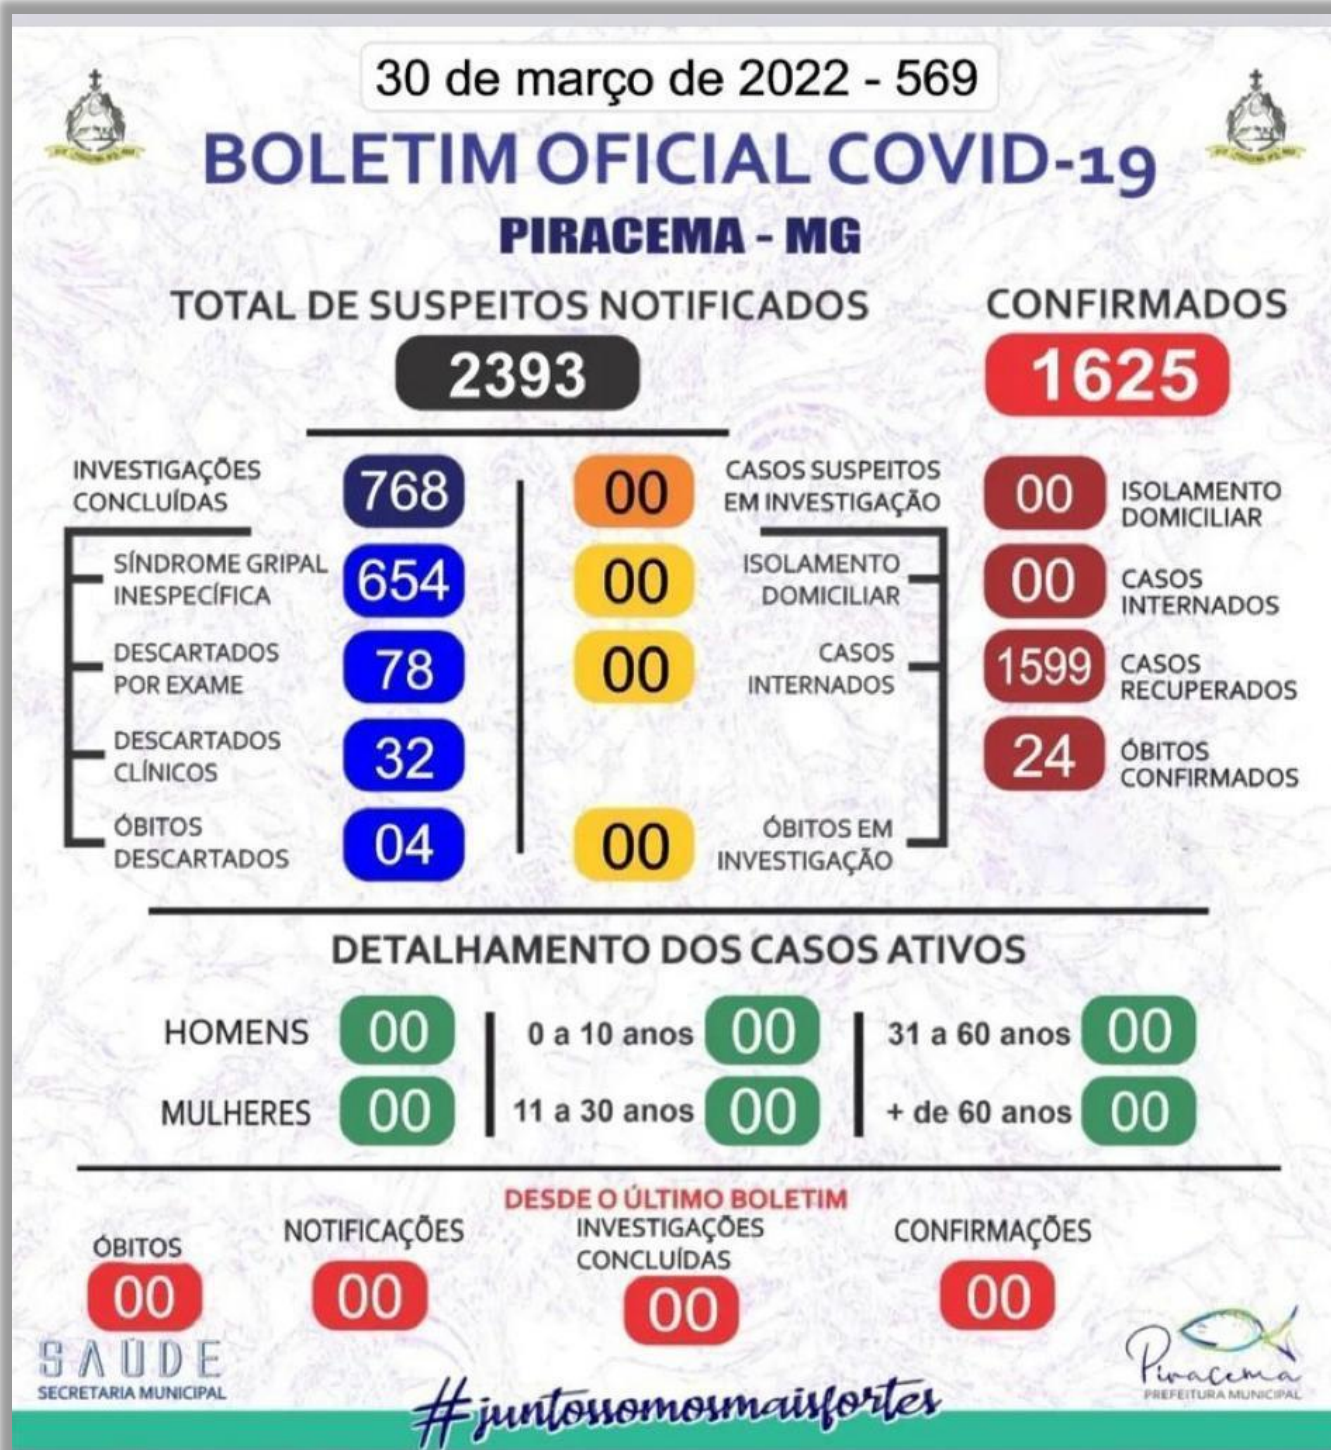 30 de março de 2022 - 569
BOLETIM OFICIAL COVID-19
PIRACEMA - MG
TOTAL DE SUSPEITOS NOTIFICADOS
2393
CONFIRMADOS
1625
INVESTIGAÇÕES
CONCLUÍDAS
768
SÍNDROME GRIPAL
INESPECÍFICA
654
DESCARTADOS
POR EXAME
78
DESCARTADOS
CLÍNICOS
32
ÓBITOS
DESCARTADOS
04
00
CASOS SUSPEITOS
EM INVESTIGAÇÃO
00
ISOLAMENTO
DOMICILIAR
00
CASOS
INTERNADOS
00
ÓBITOS EM
INVESTIGAÇÃO
00
ISOLAMENTO
DOMICILIAR
00
CASOS
INTERNADOS
1599
CASOS
RECUPERADOS
24
ÓBITOS
CONFIRMADOS
DETALHAMENTO DOS CASOS ATIVOS
HOMENS 00
MULHERES 00
0 a 10 anos 00
11 a 30 anos 00
31 a 60 anos 00
+ de 60 anos 00
DESDE O ÚLTIMO BOLETIM
ÓBITOS
00
NOTIFICAÇÕES
00
INVESTIGAÇÕES
CONCLUÍDAS
00
CONFIRMAÇÕES
00
SAÚDE
SECRETARIA MUNICIPAL
#juntossomosmaisfortes
Piracema
PREFEITURA MUNICIPAL